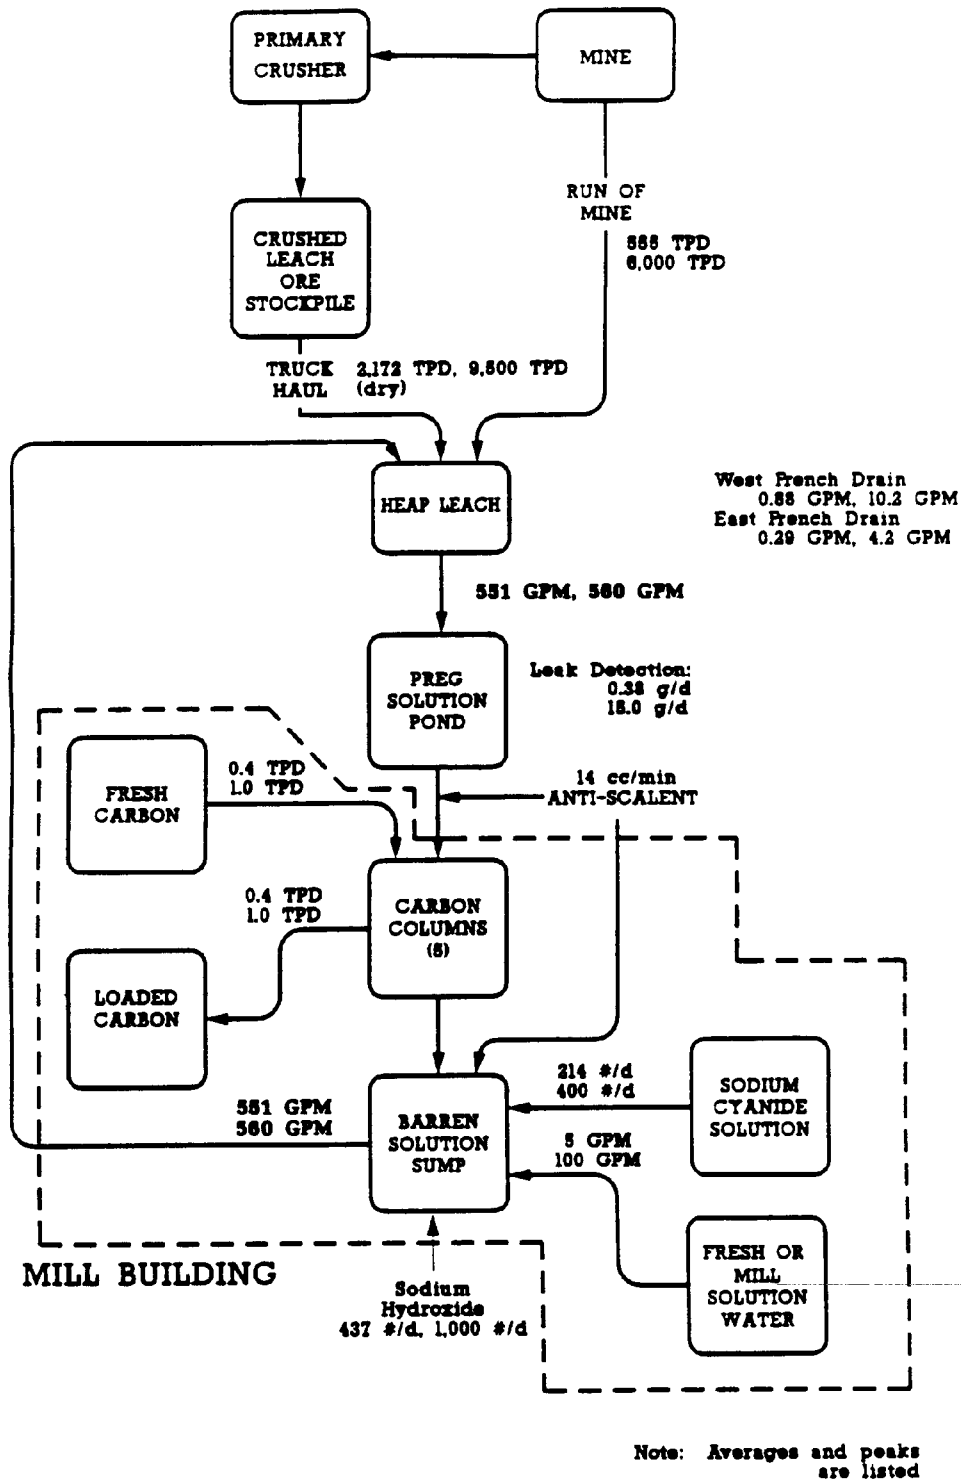 PRIMARY
CRUSHER
MINE
RUN OF
MINE
6,000 TPD
CRUSHED
LEACH
ORE
STOCKPILE
TRUCK
HAUL
2,172 TPD, 9,500 TPD
(dry)
HEAP LEACH
West French Drain
GPM, 10.2 GPM
East French Drain
0.29 GPM, 4.2 GPM
551 GPM, 560 GPM
PREG
SOLUTION
POND
Leak Detection:
0.38 g/d
g/d
14 cc/min
ANTI-SCALENT
FRESH
CARBON
0.4 TPD
1.0 TPD
0.4 TPD
1.0 TPD
CARBON
COLUMNS
(5)
LOADED
CARBON
551 GPM
560 GPM
BARREN
SOLUTION
SUMP
214 #/d
400 #/d
SODIUM
CYANIDE
SOLUTION
5 GPM
100 GPM
FRESH OR
MILL
SOLUTION
WATER
MILL BUILDING
Sodium
Hydroxide
437 #/d, 1,000 #/d
Note: Averages and peaks
are listed